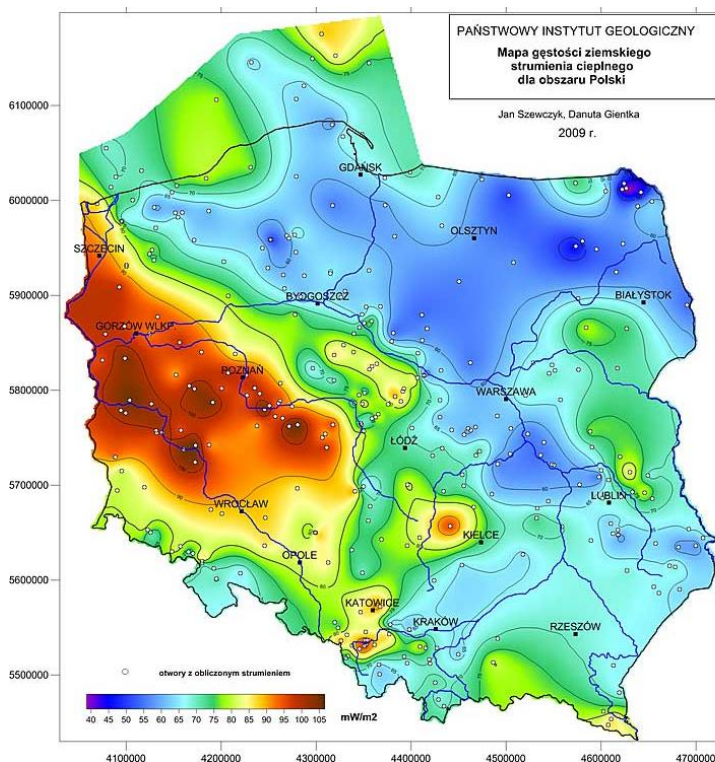 PAŃSTWOWY INSTYTUT GEOLOGICZNY
Mapa gęstości ziemskiego
strumienia cieplnego
dla obszaru Polski
Jan Szewczyk, Danuta Gientka
2009 r.
6100000
6000000
5900000
5800000
5700000
5600000
5500000
GDAŃSK
OLSZTYN
SZCZECIN
BYDGOSZCZ
BIAŁYSTOK
GORZÓW WLKP
POZNAŃ
WARSZAWA
ŁÓDŹ
LUBLIN
WROCŁAW
KIELCE
OPOLE
KATOWICE
KRAKÓW
RZESZÓW
otwory z obliczonym strumieniem
40 45 50 55 60 65 70 75 80 85 90 95 100 105 mW/m2
4100000 4200000 4300000 4400000 4500000 4600000 4700000